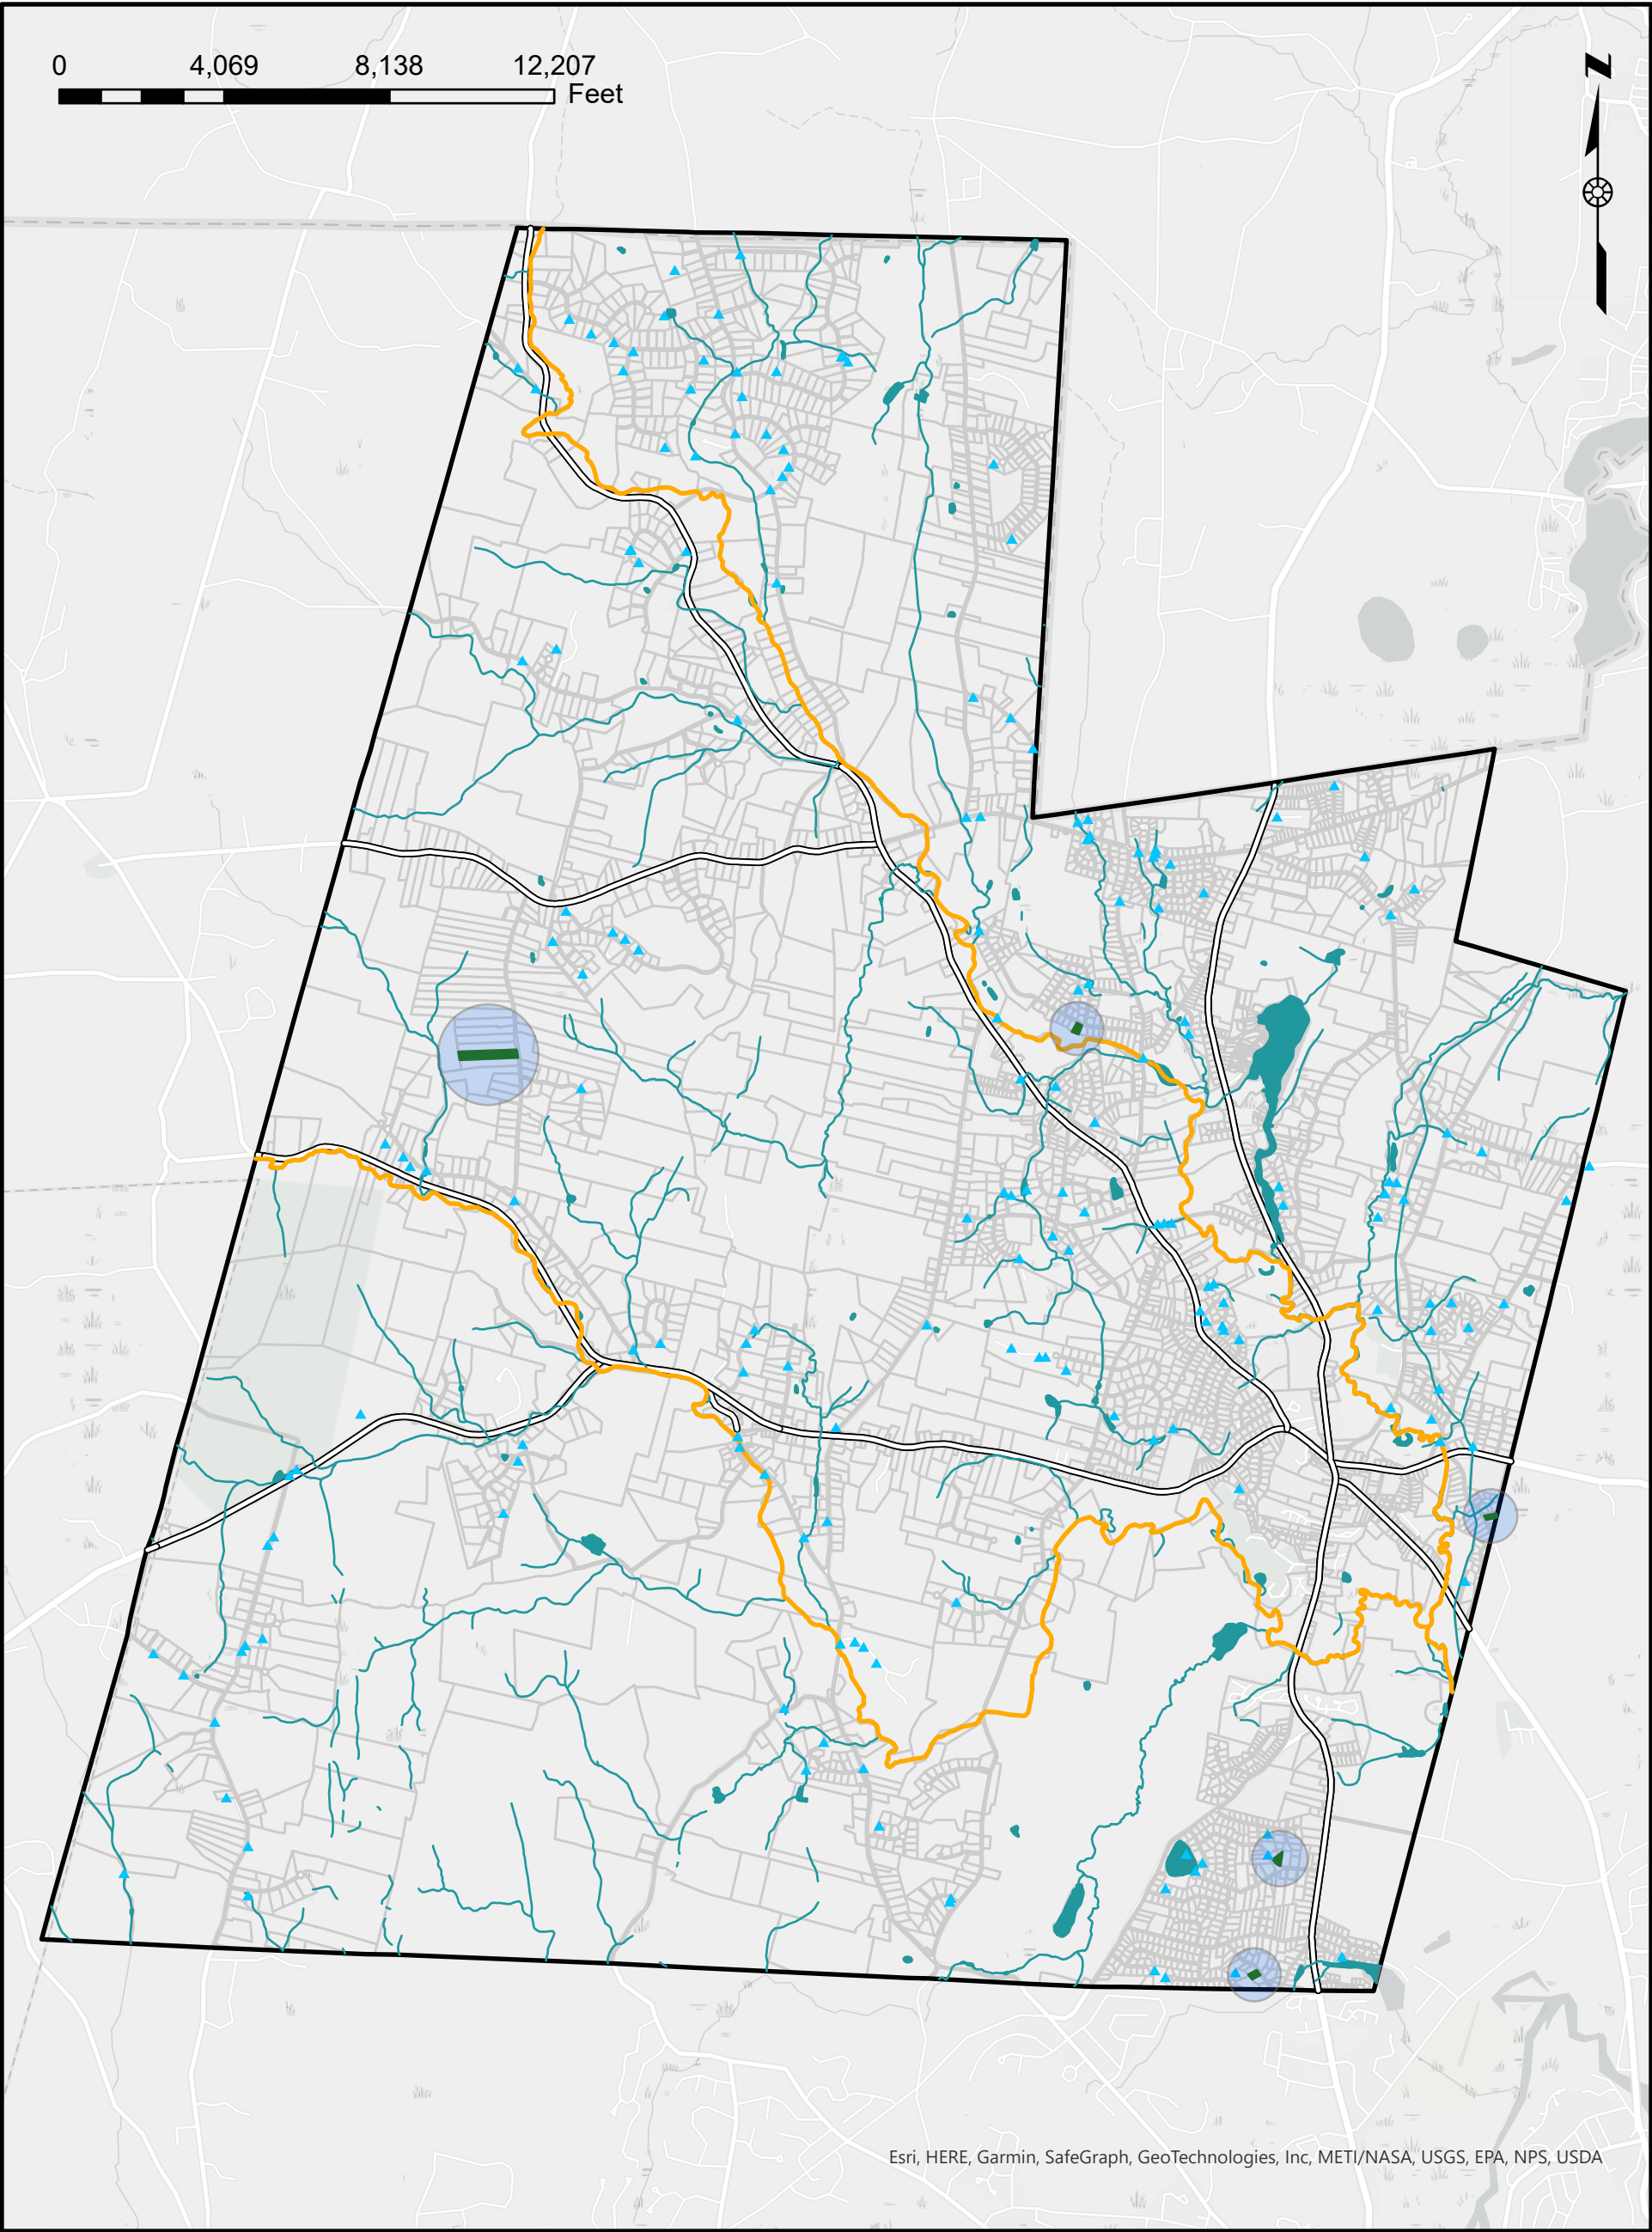 0 4,069 8,138 12,207
Feet
N
Esri, HERE, Garmin, SafeGraph, GeoTechnologies, Inc, METI/NASA, USGS, EPA, NPS, USDA